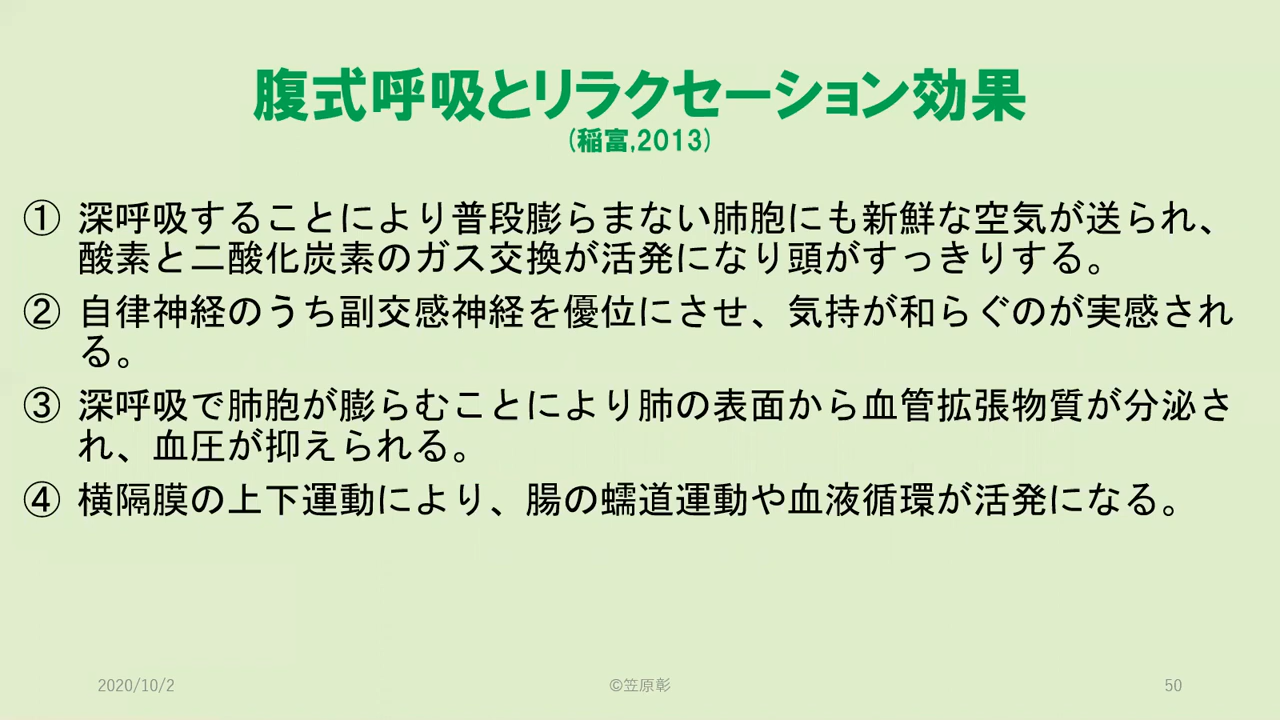 腹式呼吸とリラクセーション効果
(稲富,2013)
① 深呼吸することにより普段膨らまない肺胞にも新鮮な空気が送られ、
酸素と二酸化炭素のガス交換が活発になり頭がすっきりする。
② 自律神経のうち副交感神経を優位にさせ、気持が和らぐのが実感され
る。
③ 深呼吸で肺胞が膨らむことにより肺の表面から血管拡張物質が分泌さ
れ、血圧が抑えられる。
④ 横隔膜の上下運動により、腸の蠕道運動や血液循環が活発になる。
2020/10/2
©笠原彰
50